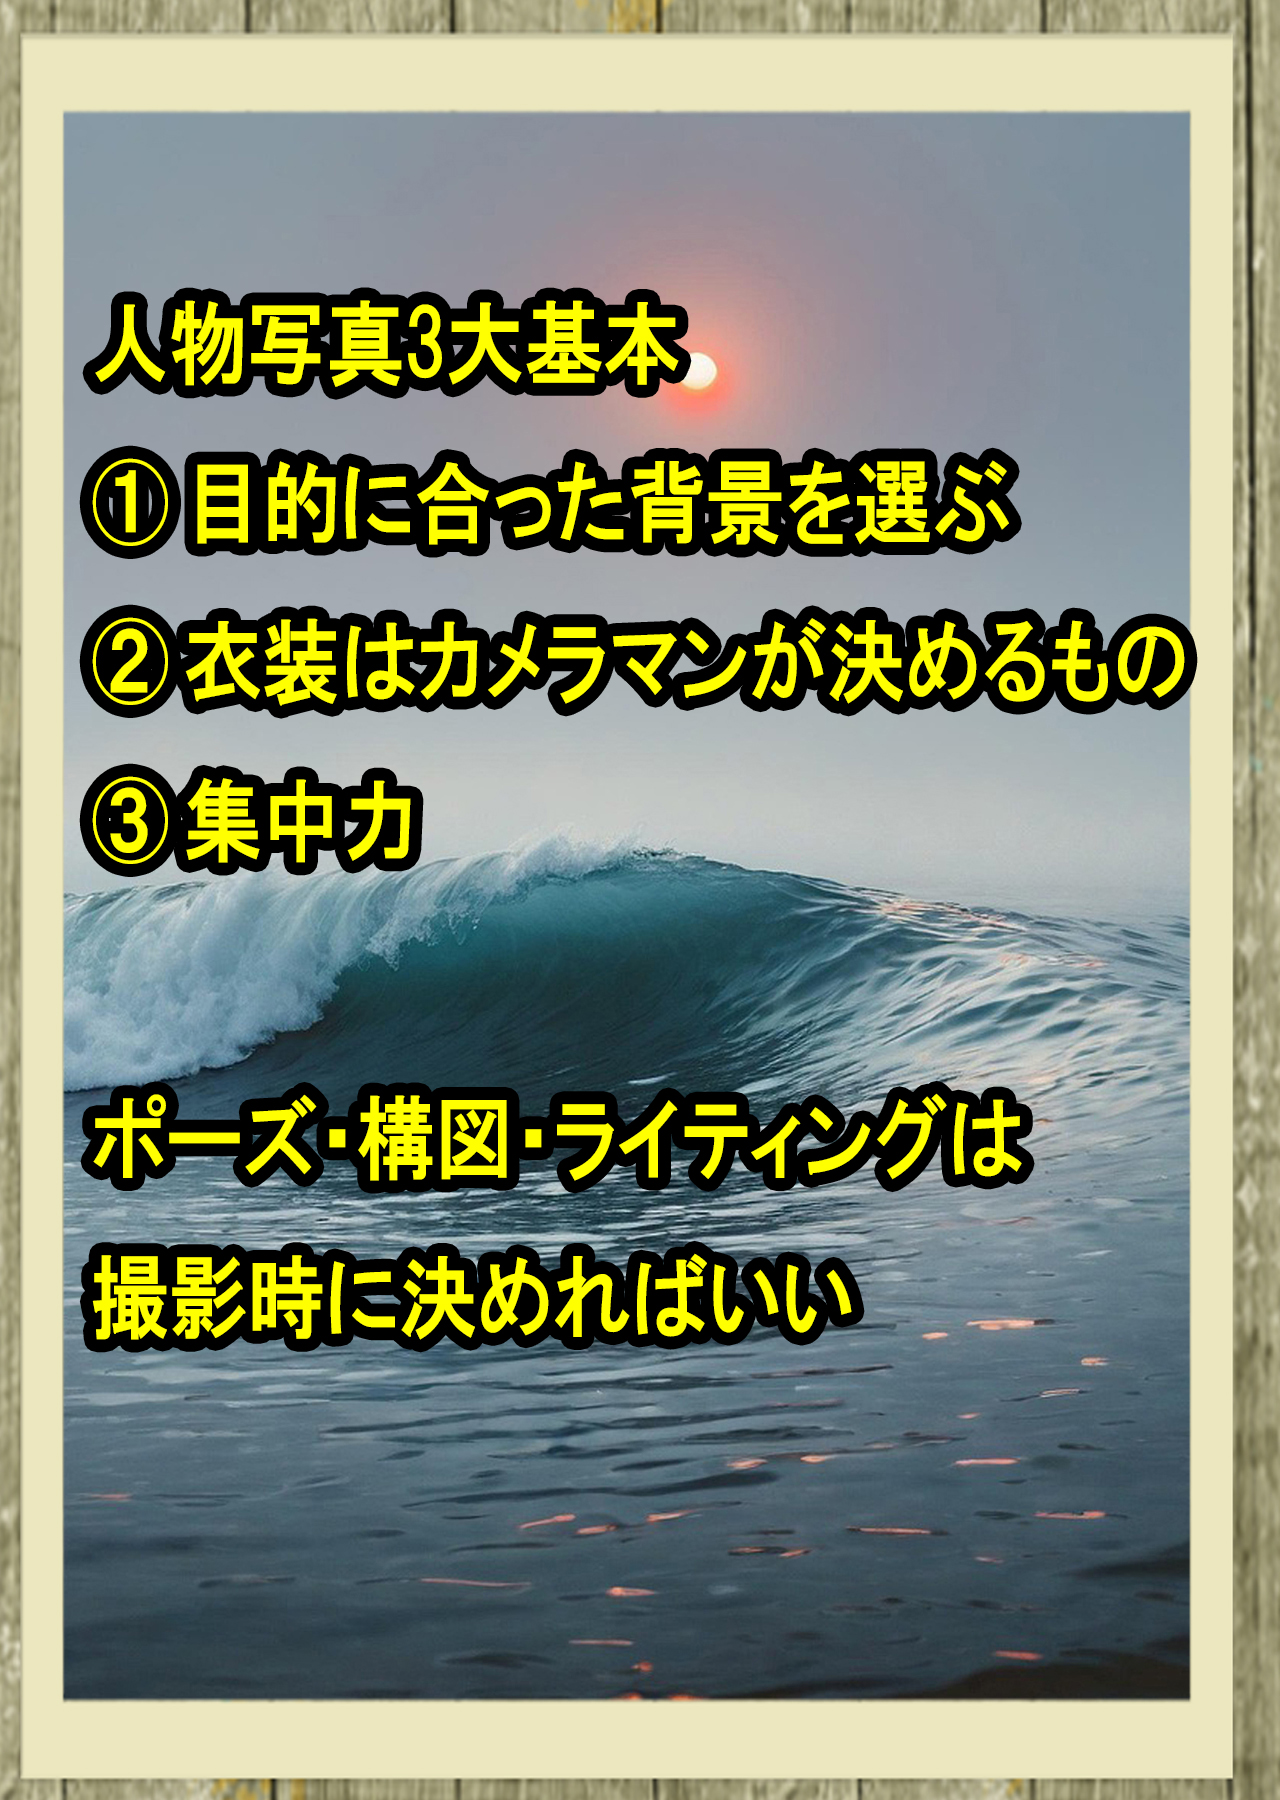 人物写真3大基本
① 目的に合った背景を選ぶ
② 衣装はカメラマンが決めるもの
③ 集中力
ポーズ・構図・ライティングは
撮影時に決めればいい